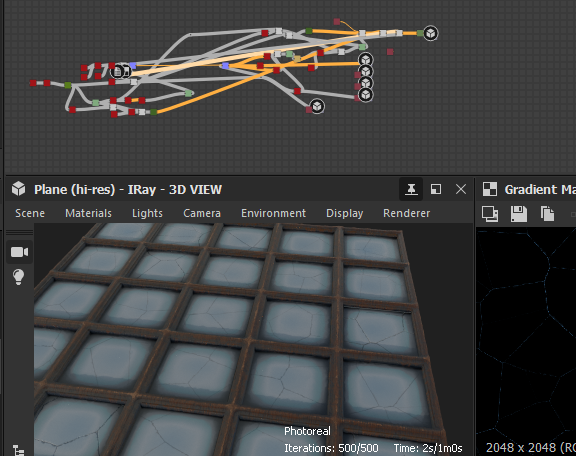 Plane (hi-res) - IRay - 3D VIEW
Scene Materials Lights Camera Environment Display Renderer
Photoreal
Iterations: 500/500 Time: 2s/1m0s
Gradient Ma
2048 x 2048 (RG